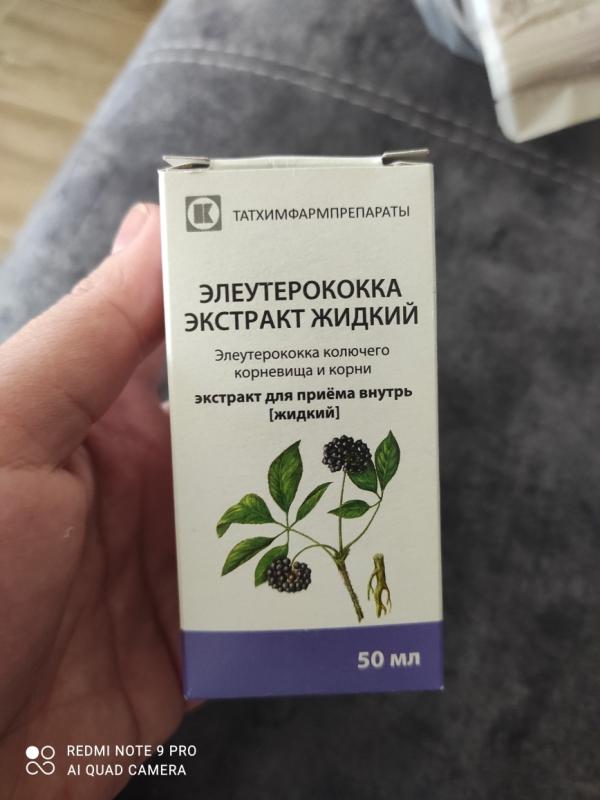 ТАТХИМФАРМПРЕПАРАТЫ
ЭЛЕУТЕРОКОККА
ЭКСТРАКТ ЖИДКИЙ
Элеутерококка колючего
корневища и корни
экстракт для приёма внутрь
[жидкий]
50 мл
REDMI NOTE 9 PRO
AI QUAD CAMERA